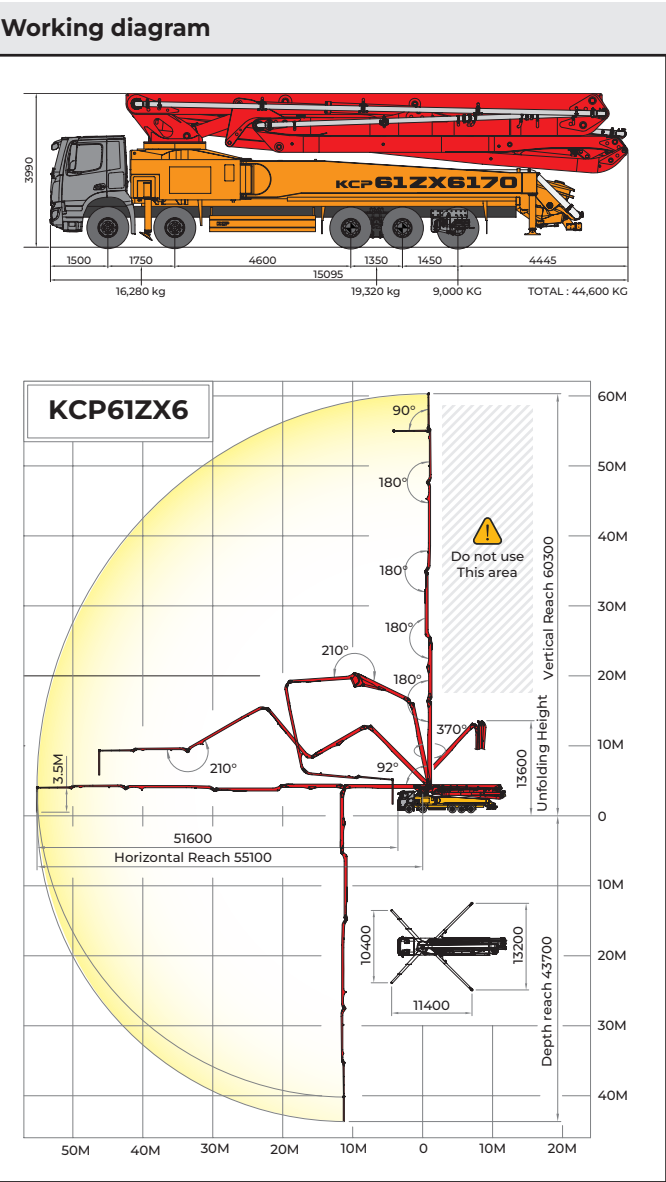 Working diagram
3990
KCP 61ZX6170
1500 1750 4600 1350 1450 4445
15095
16,280 kg 19,320 kg 9,000 KG TOTAL : 44,600 KG
KCP61ZX6
60M
90°
50M
180°
40M
Do not use
This area
180°
Vertical Reach 60300
30M
180°
210°
20M
180°
370°
Unfolding Height
13600
10M
3.5M
210°
92°
0
51600
Horizontal Reach 55100
10M
10400
13200
20M
11400
Depth reach 43700
30M
40M
50M 40M 30M 20M 10M 0 10M 20M